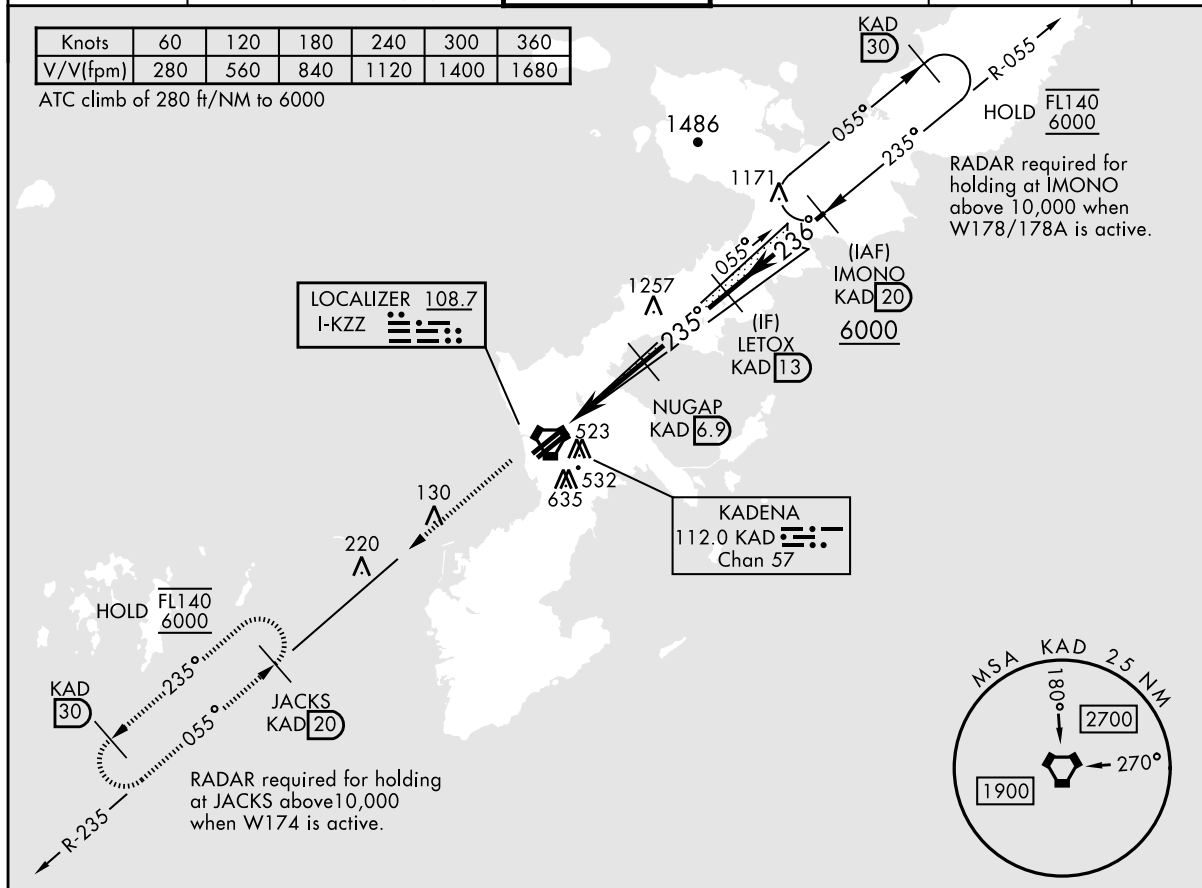 Knots 60 120 180 240 300 360
V/V(fpm) 280 560 840 1120 1400 1680
ATC climb of 280 ft/NM to 6000
KAD
30
R-055
HOLD FL140
6000
055°
235°
1486
1171
RADAR required for
holding at IMONO
above 10,000 when
W178/178A is active.
236°
055°
(IAF)
IMONO
KAD 20
6000
1257
LOCALIZER 108.7
I-KZZ
235°
(IF)
LETOX
KAD 13
NUGAP
KAD 6.9
523
532
635
130
220
KADENA
112.0 KAD
Chan 57
HOLD FL140
6000
235°
055°
KAD
30
JACKS
KAD 20
RADAR required for holding
at JACKS above10,000
when W174 is active.
R-235
MSA KAD 25 NM
180°
2700
270°
1900